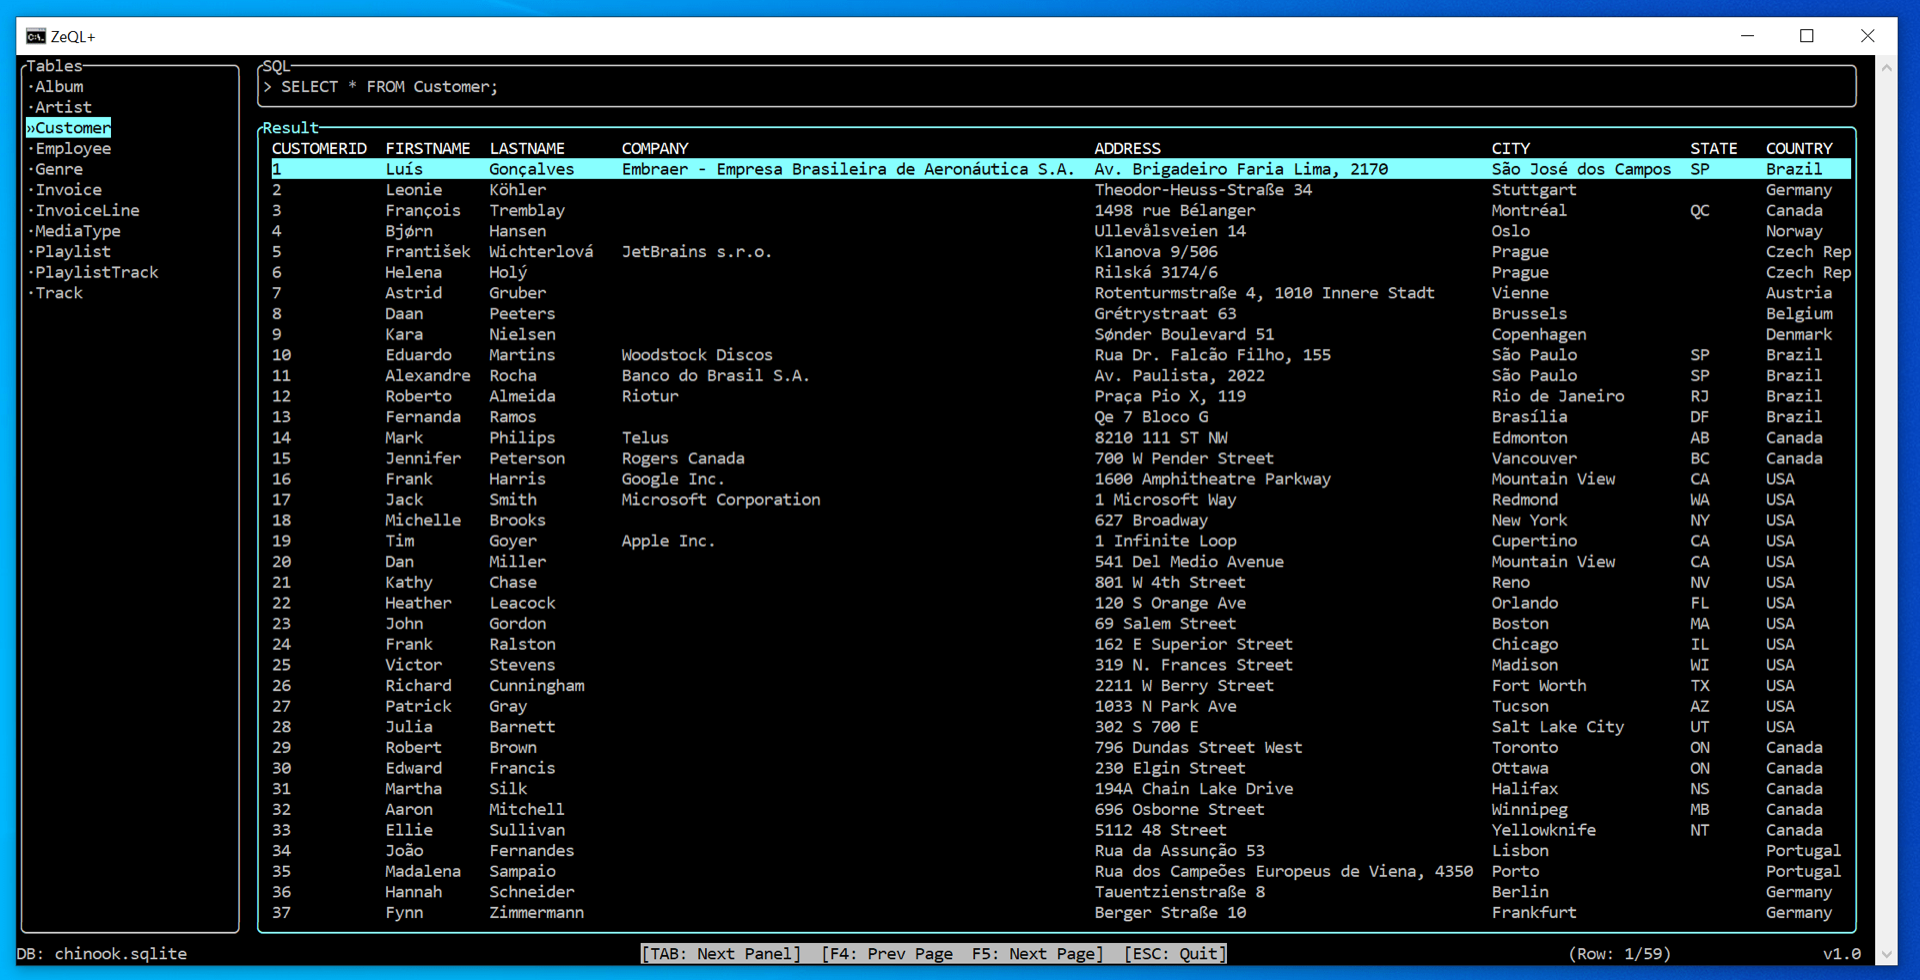 ZeQL+
Tables
·Album
·Artist
»Customer
·Employee
·Genre
·Invoice
·InvoiceLine
·MediaType
·Playlist
·PlaylistTrack
·Track
SQL
> SELECT * FROM Customer;
Result
CUSTOMERID FIRSTNAME LASTNAME COMPANY ADDRESS CITY STATE COUNTRY
1 Luís Gonçalves Embraer - Empresa Brasileira de Aeronáutica S.A. Av. Brigadeiro Faria Lima, 2170 São José dos Campos SP Brazil
2 Leonie Köhler Theodor-Heuss-Straße 34 Stuttgart Germany
3 François Tremblay 1498 rue Bélanger Montréal QC Canada
4 Bjørn Hansen Ullevålsveien 14 Oslo Norway
5 František Wichterlová JetBrains s.r.o. Klanova 9/506 Prague Czech Rep
6 Helena Holý Rilská 3174/6 Prague Czech Rep
7 Astrid Gruber Rotenturmstraße 4, 1010 Innere Stadt Vienne Austria
8 Daan Peeters Grétrystraat 63 Brussels Belgium
9 Kara Nielsen Sønder Boulevard 51 Copenhagen Denmark
10 Eduardo Martins Woodstock Discos Rua Dr. Falcão Filho, 155 São Paulo SP Brazil
11 Alexandre Rocha Banco do Brasil S.A. Av. Paulista, 2022 São Paulo SP Brazil
12 Roberto Almeida Riotur Praça Pio X, 119 Rio de Janeiro RJ Brazil
13 Fernanda Ramos Qe 7 Bloco G Brasília DF Brazil
14 Mark Philips Telus 8210 111 ST NW Edmonton AB Canada
15 Jennifer Peterson Rogers Canada 700 W Pender Street Vancouver BC Canada
16 Frank Harris Google Inc. 1600 Amphitheatre Parkway Mountain View CA USA
17 Jack Smith Microsoft Corporation 1 Microsoft Way Redmond WA USA
18 Michelle Brooks 627 Broadway New York NY USA
19 Tim Goyer Apple Inc. 1 Infinite Loop Cupertino CA USA
20 Dan Miller 541 Del Medio Avenue Mountain View CA USA
21 Kathy Chase 801 W 4th Street Reno NV USA
22 Heather Leacock 120 S Orange Ave Orlando FL USA
23 John Gordon 69 Salem Street Boston MA USA
24 Frank Ralston 162 E Superior Street Chicago IL USA
25 Victor Stevens 319 N. Frances Street Madison WI USA
26 Richard Cunningham 2211 W Berry Street Fort Worth TX USA
27 Patrick Gray 1033 N Park Ave Tucson AZ USA
28 Julia Barnett 302 S 700 E Salt Lake City UT USA
29 Robert Brown 796 Dundas Street West Toronto ON Canada
30 Edward Francis 230 Elgin Street Ottawa ON Canada
31 Martha Silk 194A Chain Lake Drive Halifax NS Canada
32 Aaron Mitchell 696 Osborne Street Winnipeg MB Canada
33 Ellie Sullivan 5112 48 Street Yellowknife NT Canada
34 João Fernandes Rua da Assunção 53 Lisbon Portugal
35 Madalena Sampaio Rua dos Campeões Europeus de Viena, 4350 Porto Portugal
36 Hannah Schneider Tauentzienstraße 8 Berlin Germany
37 Fynn Zimmermann Berger Straße 10 Frankfurt Germany
DB: chinook.sqlite [TAB: Next Panel] [F4: Prev Page F5: Next Page] [ESC: Quit] (Row: 1/59) v1.0